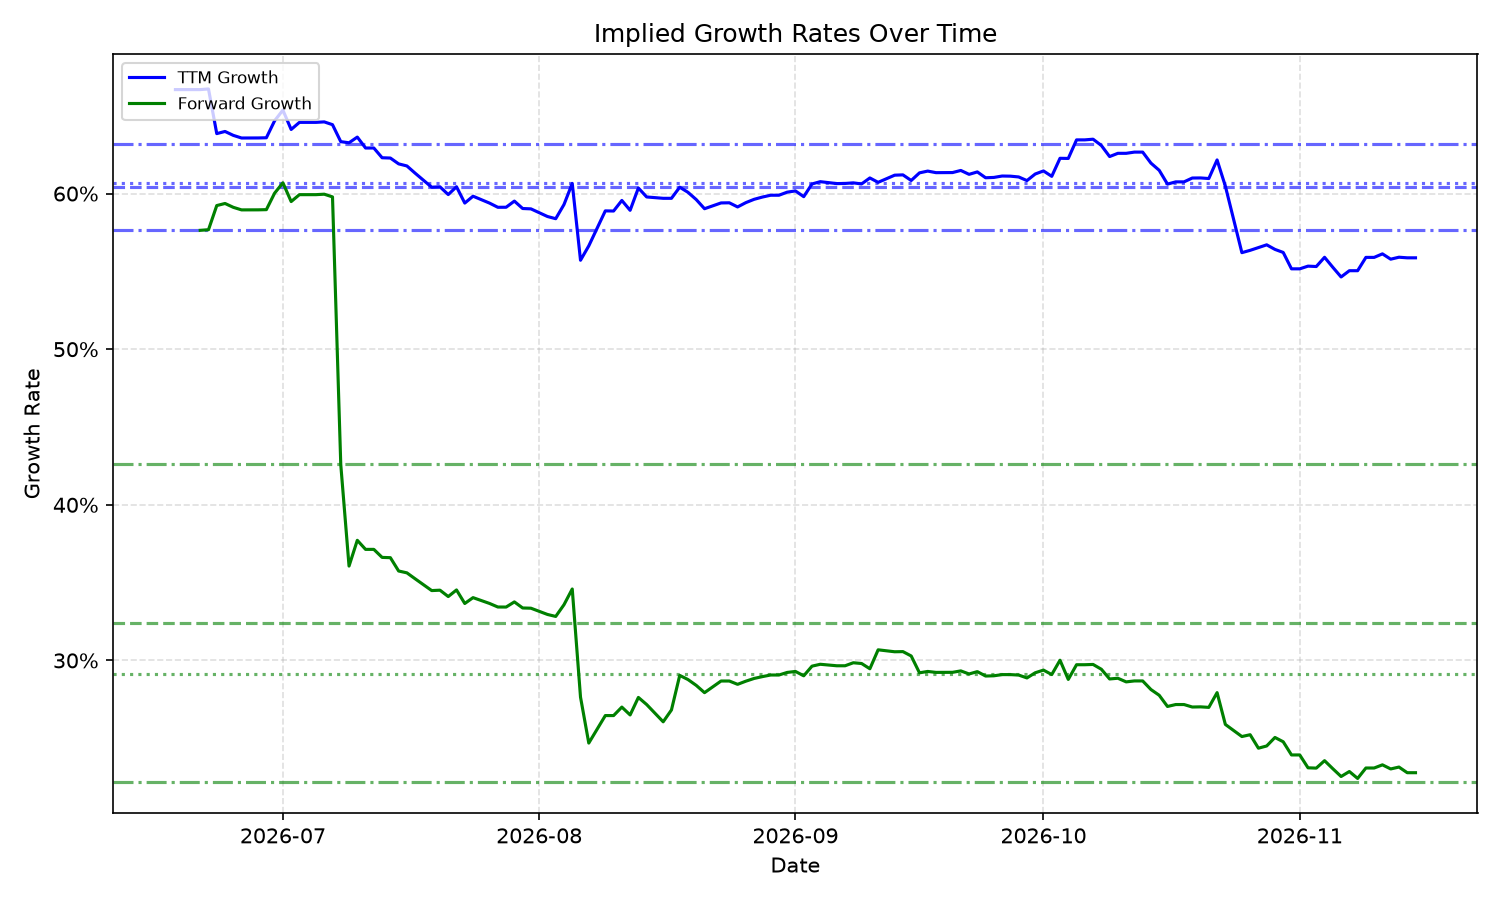 Implied Growth Rates Over Time
TTM Growth
Forward Growth
Growth Rate
60%
50%
40%
30%
2026-07
2026-08
2026-09
2026-10
2026-11
Date